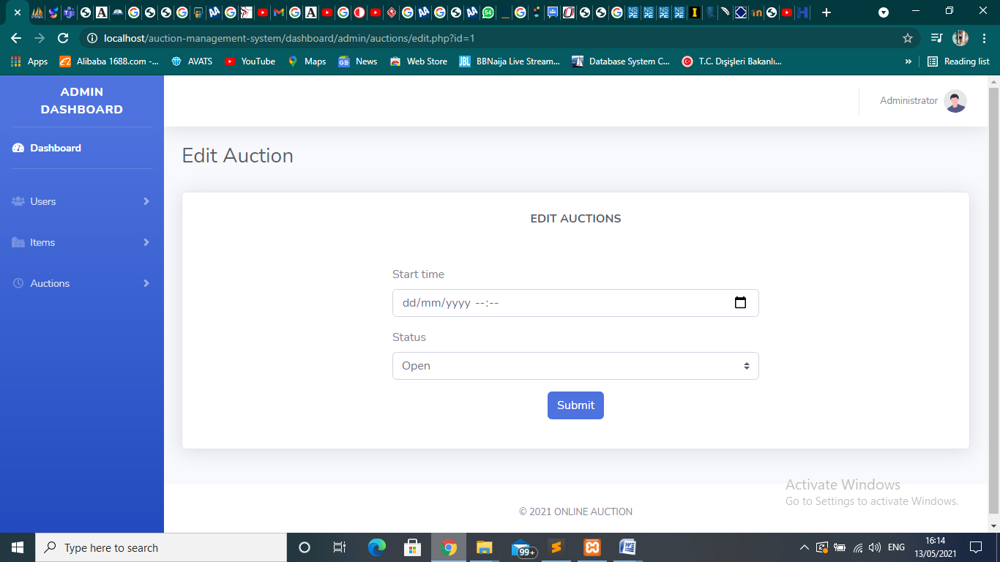 localhost/auction-management-system/dashboard/admin/auctions/edit.php?id=1
Apps
Alibaba 1688.com -...
AVATS
YouTube
Maps
News
Web Store
BBNaija Live Stream...
Database System C...
T.C. Dışişleri Bakanlı...
»
Reading list
ADMIN
DASHBOARD
Dashboard
Users
Items
Auctions
Administrator
Edit Auction
EDIT AUCTIONS
Start time
dd/mm/yyyy --:--
Status
Open
Submit
Activate Windows
Go to Settings to activate Windows.
© 2021 ONLINE AUCTION
Type here to search
99+
ENG
16:14
13/05/2021